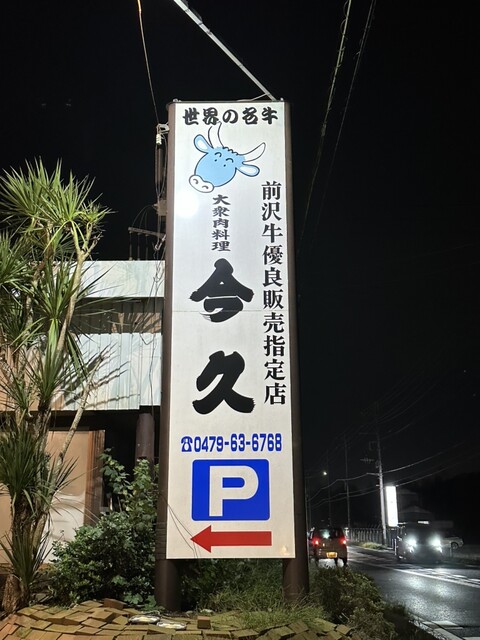 世界の名牛
前沢牛優良販売指定店
大衆肉料理
今久
☎0479-63-6768
P